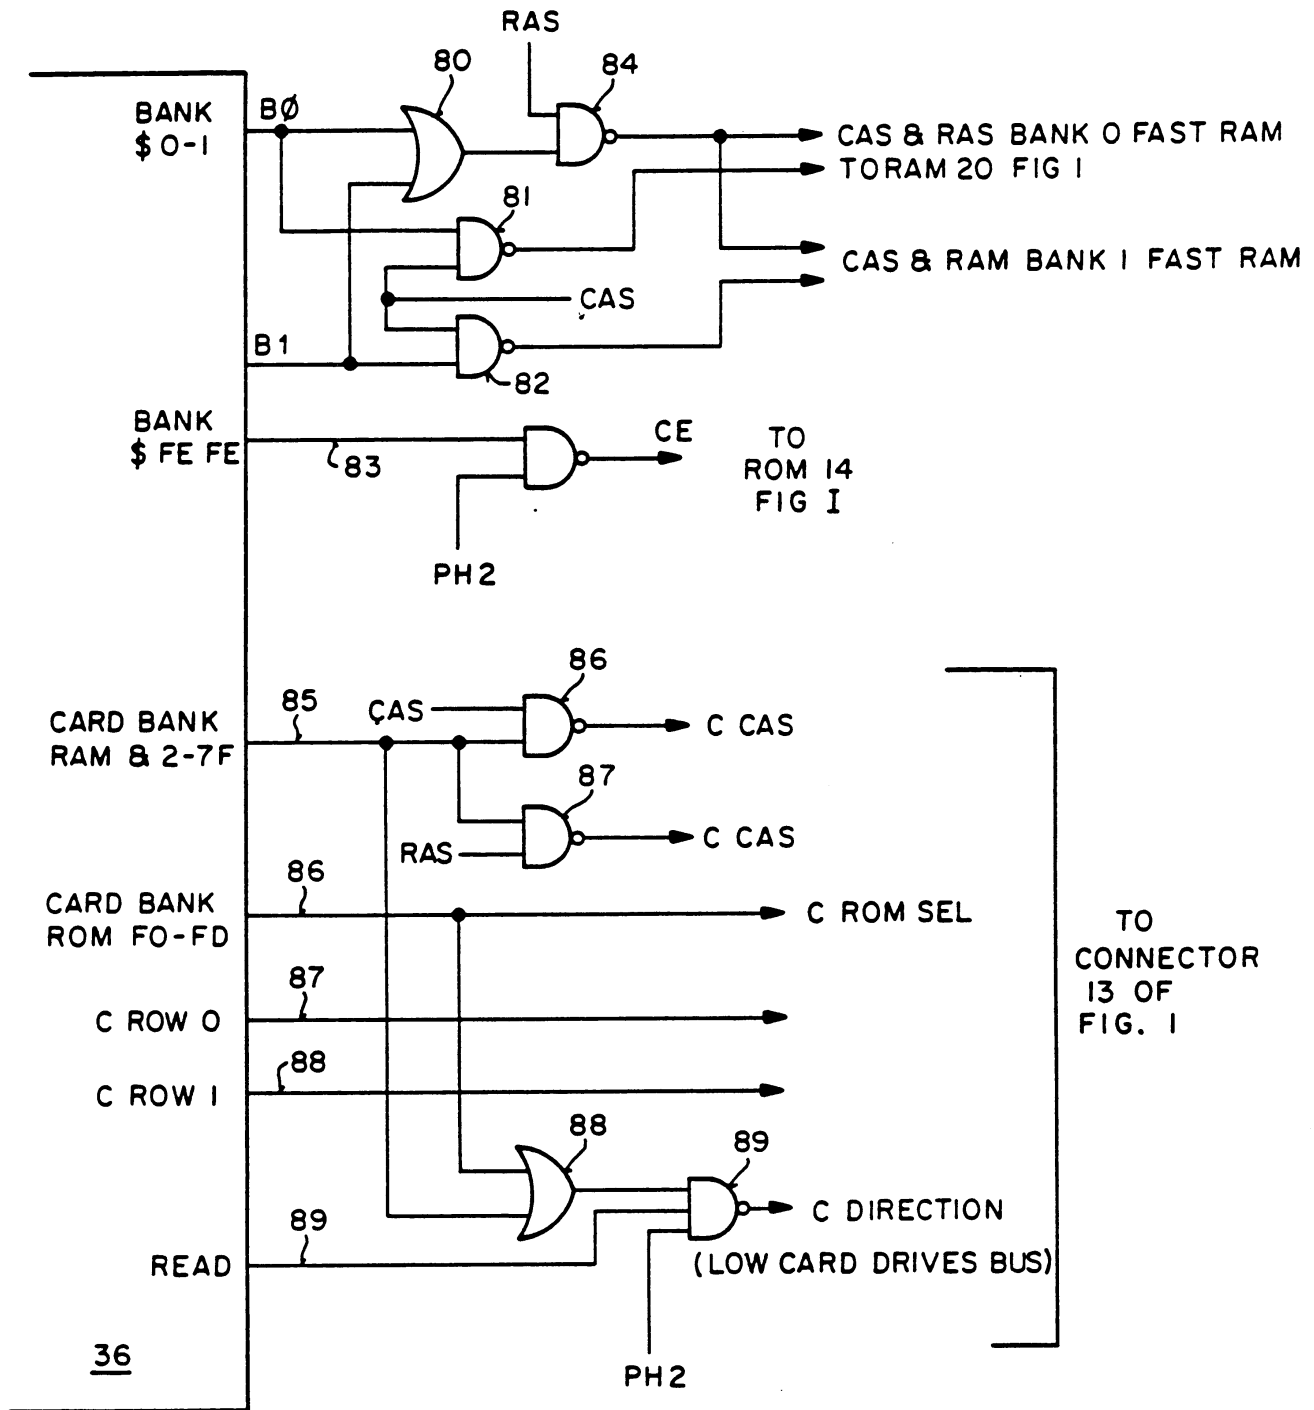 RAS
80
84
BANK
$ 0-1
BØ
CAS & RAS BANK 0 FAST RAM
TORAM 20 FIG 1
81
CAS & RAM BANK 1 FAST RAM
CAS
B1
82
BANK
$ FE FE
83
CE
TO
ROM 14
FIG I
PH2
86
85
CAS
CARD BANK
RAM & 2-7F
C CAS
87
C CAS
RAS
86
CARD BANK
ROM F0-FD
C ROM SEL
TO
CONNECTOR
13 OF
FIG. 1
87
C ROW 0
88
C ROW 1
88
89
C DIRECTION
89
READ
(LOW CARD DRIVES BUS)
36
PH2